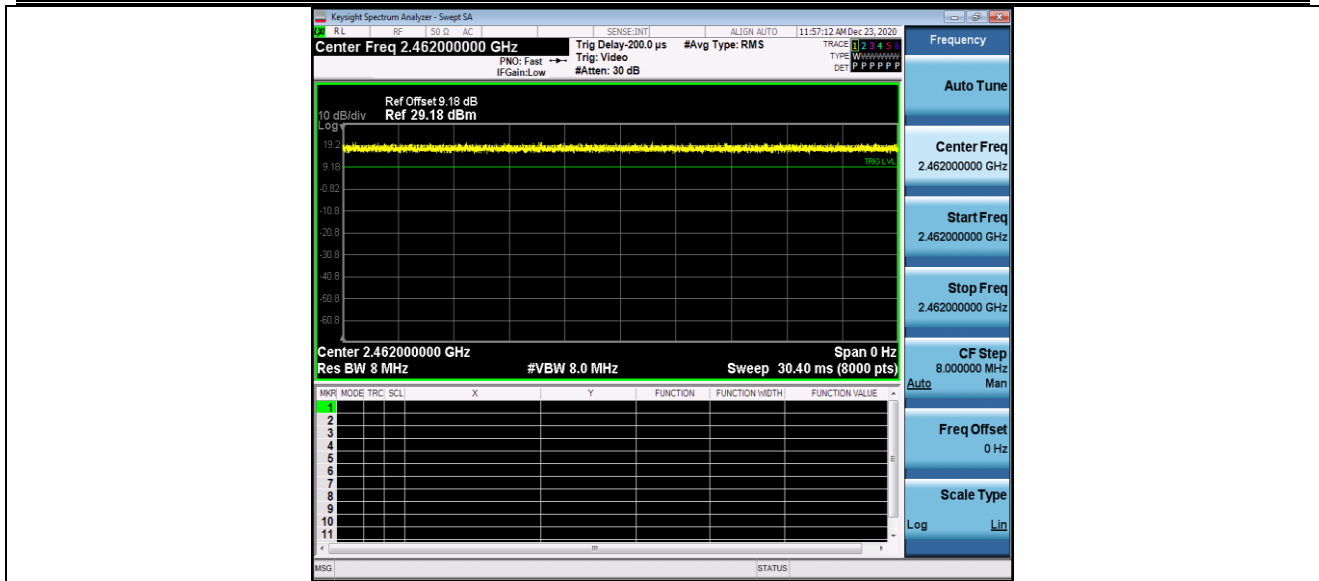 Keysight Spectrum Analyzer - Swept SA
RL RF 50 Ω AC SENSE:INT ALIGN AUTO 11:57:12 AM Dec 23, 2020
Center Freq 2.462000000 GHz
PNO: Fast
IFGain:Low
Trig Delay-200.0 µs
Trig: Video
#Atten: 30 dB
#Avg Type: RMS
TRACE 1 2 3 4 5 6
TYPE WWWWWW
DET P P P P P P
Ref Offset 9.18 dB
10 dB/div Ref 29.18 dBm
Log
19.2
9.18
TRIG LVL
-0.82
-10.8
-20.8
-30.8
-40.8
-50.8
-60.8
Center 2.462000000 GHz Span 0 Hz
Res BW 8 MHz #VBW 8.0 MHz Sweep 30.40 ms (8000 pts)
MKR MODE TRC SCL X Y FUNCTION FUNCTION WIDTH FUNCTION VALUE
1
2
3
4
5
6
7
8
9
10
11
MSG STATUS
Frequency
Auto Tune
Center Freq
2.462000000 GHz
Start Freq
2.462000000 GHz
Stop Freq
2.462000000 GHz
CF Step
8.000000 MHz
Auto Man
Freq Offset
0 Hz
Scale Type
Log Lin